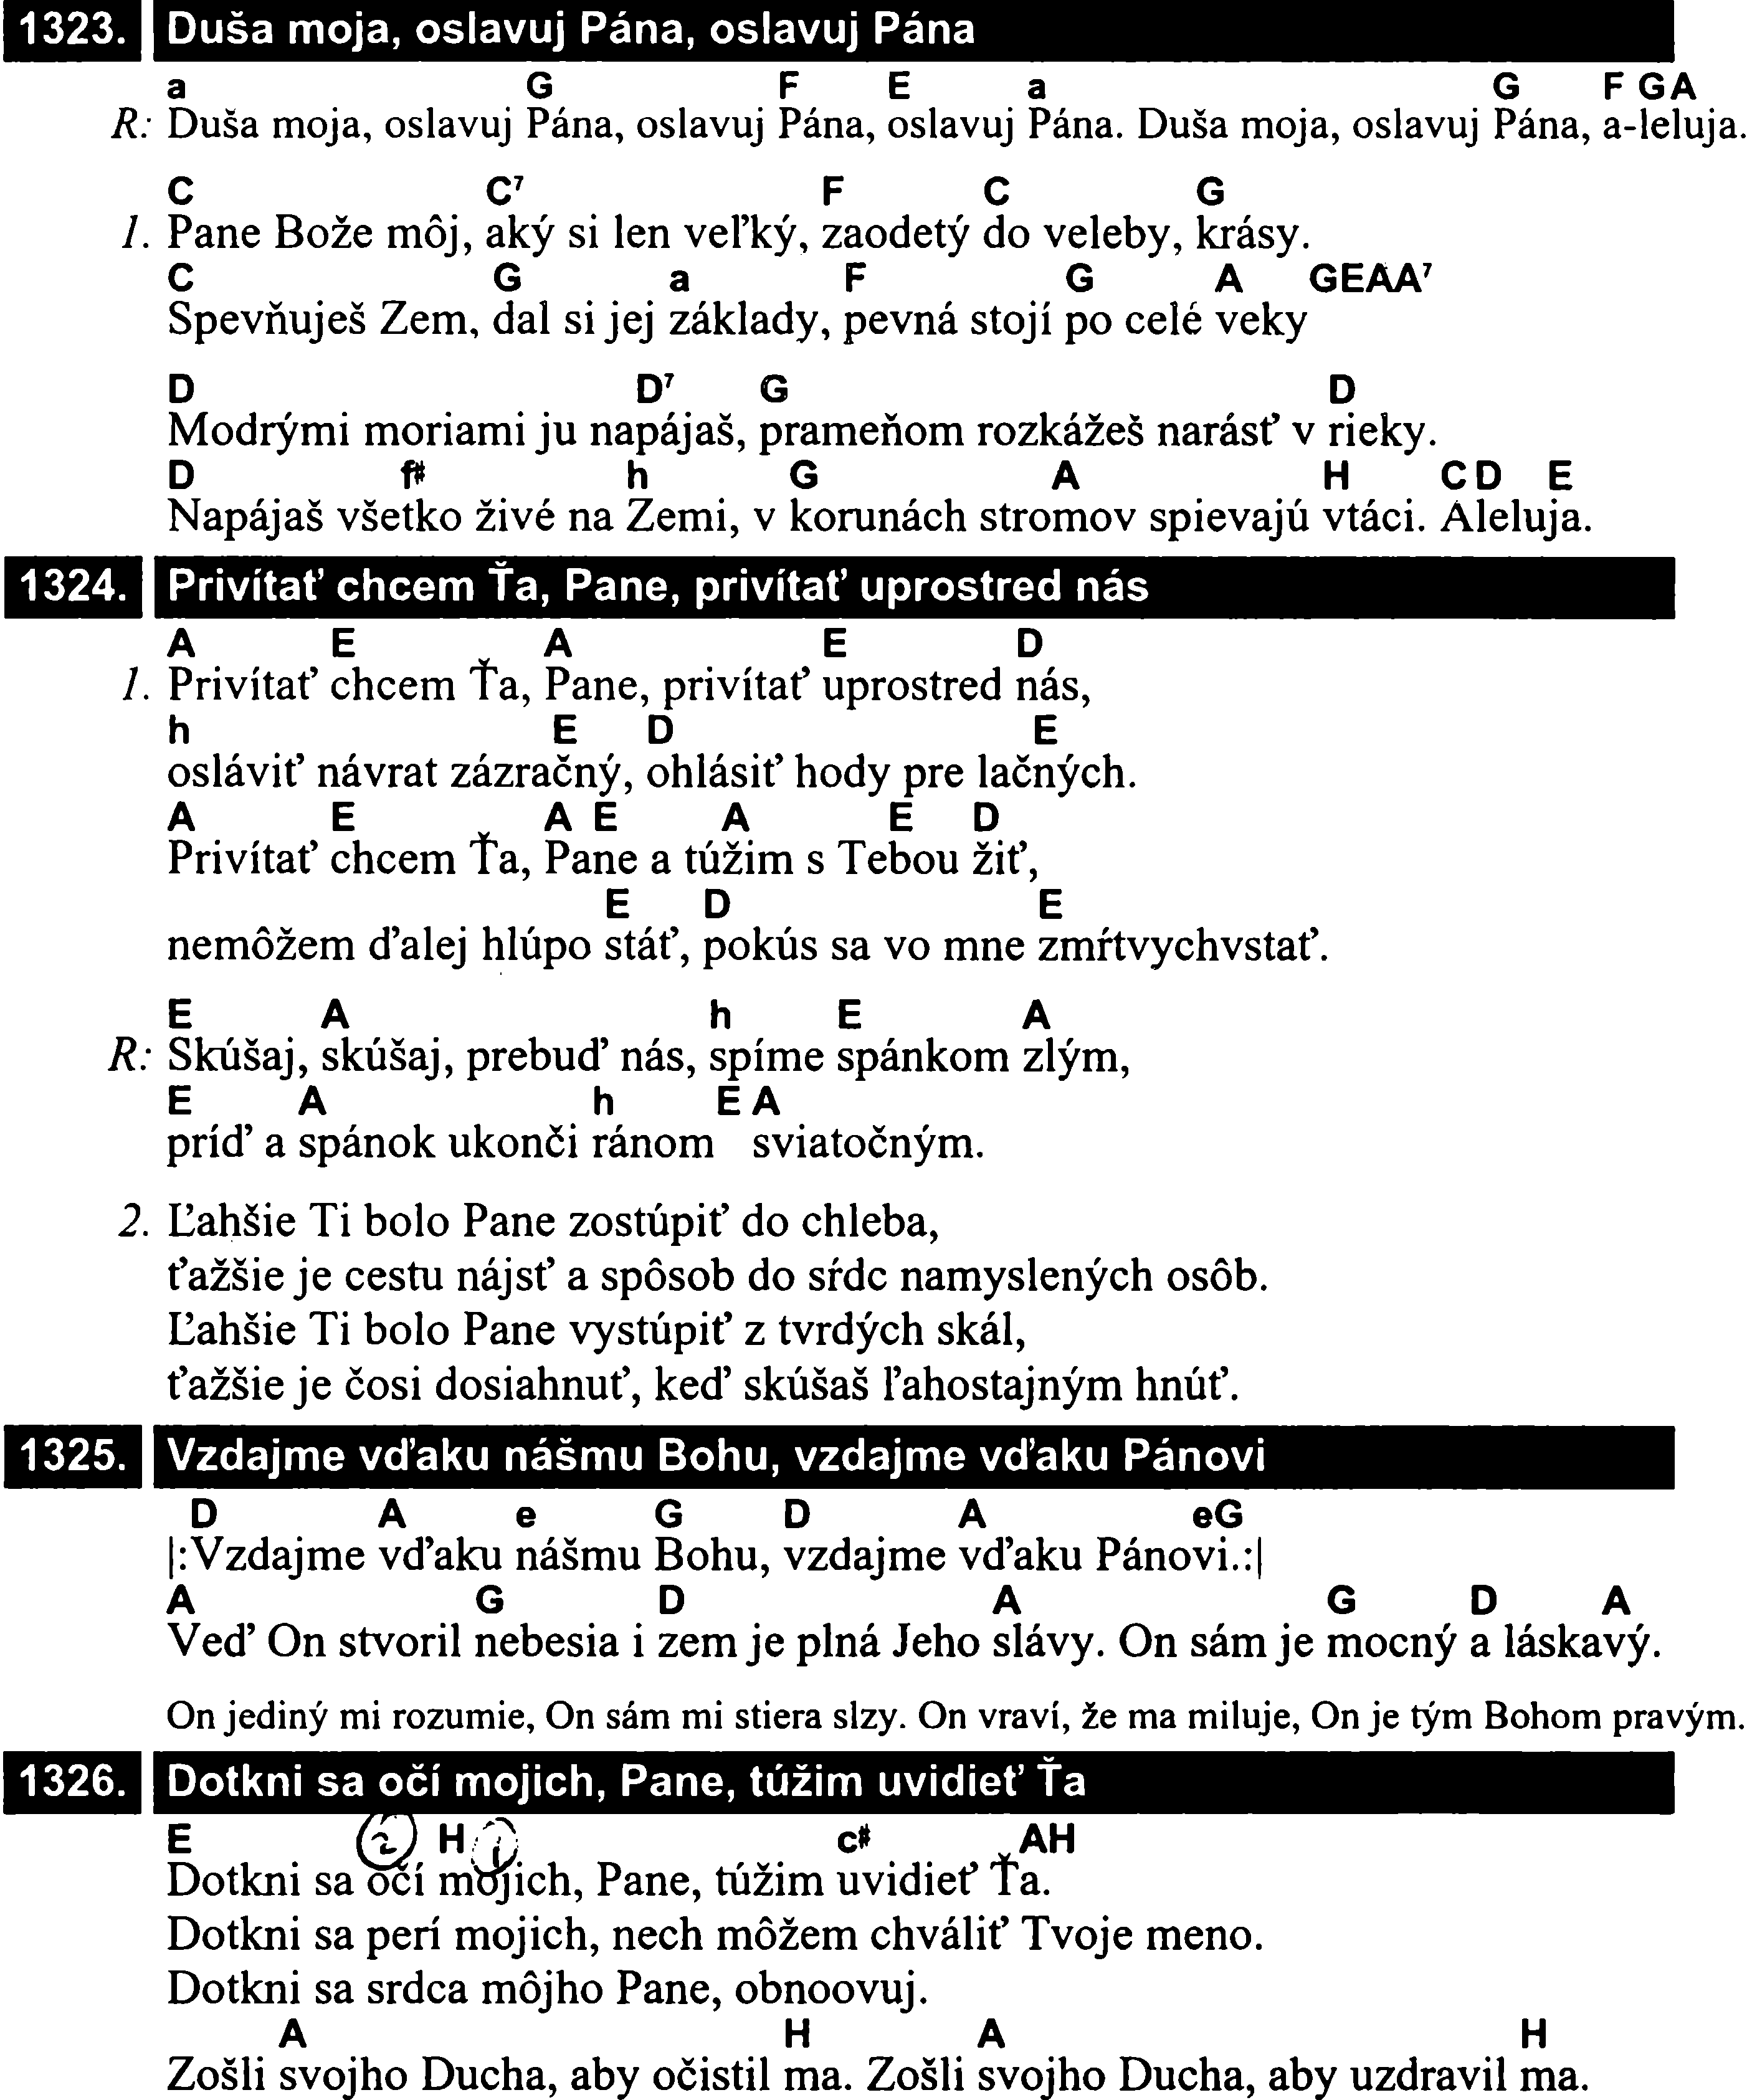 1323. Duša moja, oslavuj Pána, oslavuj Pána
a G F E a G F G A
R: Duša moja, oslavuj Pána, oslavuj Pána, oslavuj Pána. Duša moja, oslavuj Pána, a-leluja.
C C⁷ F C G
1. Pane Bože môj, aký si len veľký, zaodetý do veleby, krásy.
C G a F G A GEAA⁷
Spevňuješ Zem, dal si jej základy, pevná stojí po celé veky
D D⁷ G D
Modrými moriami ju napájaš, prameňom rozkážeš narásť v rieky.
D f# h G A H C D E
Napájaš všetko živé na Zemi, v korunách stromov spievajú vtáci. Aleluja.
1324. Privítať chcem Ťa, Pane, privítať uprostred nás
A E A E D
1. Privítať chcem Ťa, Pane, privítať uprostred nás,
h E D E
osláviť návrat zázračný, ohlásiť hody pre lačných.
A E A E A E D
Privítať chcem Ťa, Pane a túžim s Tebou žiť,
E D E
nemôžem ďalej hlúpo stáť, pokús sa vo mne zmŕtvychvstať.
E A h E A
R: Skúšaj, skúšaj, prebuď nás, spíme spánkom zlým,
E A h E A
príď a spánok ukonči ránom sviatočným.
2. Ľahšie Ti bolo Pane zostúpiť do chleba,
ťažšie je cestu nájsť a spôsob do sŕdc namyslených osôb.
Ľahšie Ti bolo Pane vystúpiť z tvrdých skál,
ťažšie je čosi dosiahnuť, keď skúšaš ľahostajným hnúť.
1325. Vzdajme vďaku nášmu Bohu, vzdajme vďaku Pánovi
D A e G D A eG
|:Vzdajme vďaku nášmu Bohu, vzdajme vďaku Pánovi.:|
A G D A G D A
Veď On stvoril nebesia i zem je plná Jeho slávy. On sám je mocný a láskavý.
On jediný mi rozumie, On sám mi stiera slzy. On vraví, že ma miluje, On je tým Bohom pravým.
1326. Dotkni sa očí mojich, Pane, túžim uvidieť Ťa
E 2 H 1 c# AH
Dotkni sa očí mojich, Pane, túžim uvidieť Ťa.
Dotkni sa perí mojich, nech môžem chváliť Tvoje meno.
Dotkni sa srdca môjho Pane, obnoovuj.
A H A H
Zošli svojho Ducha, aby očistil ma. Zošli svojho Ducha, aby uzdravil ma.